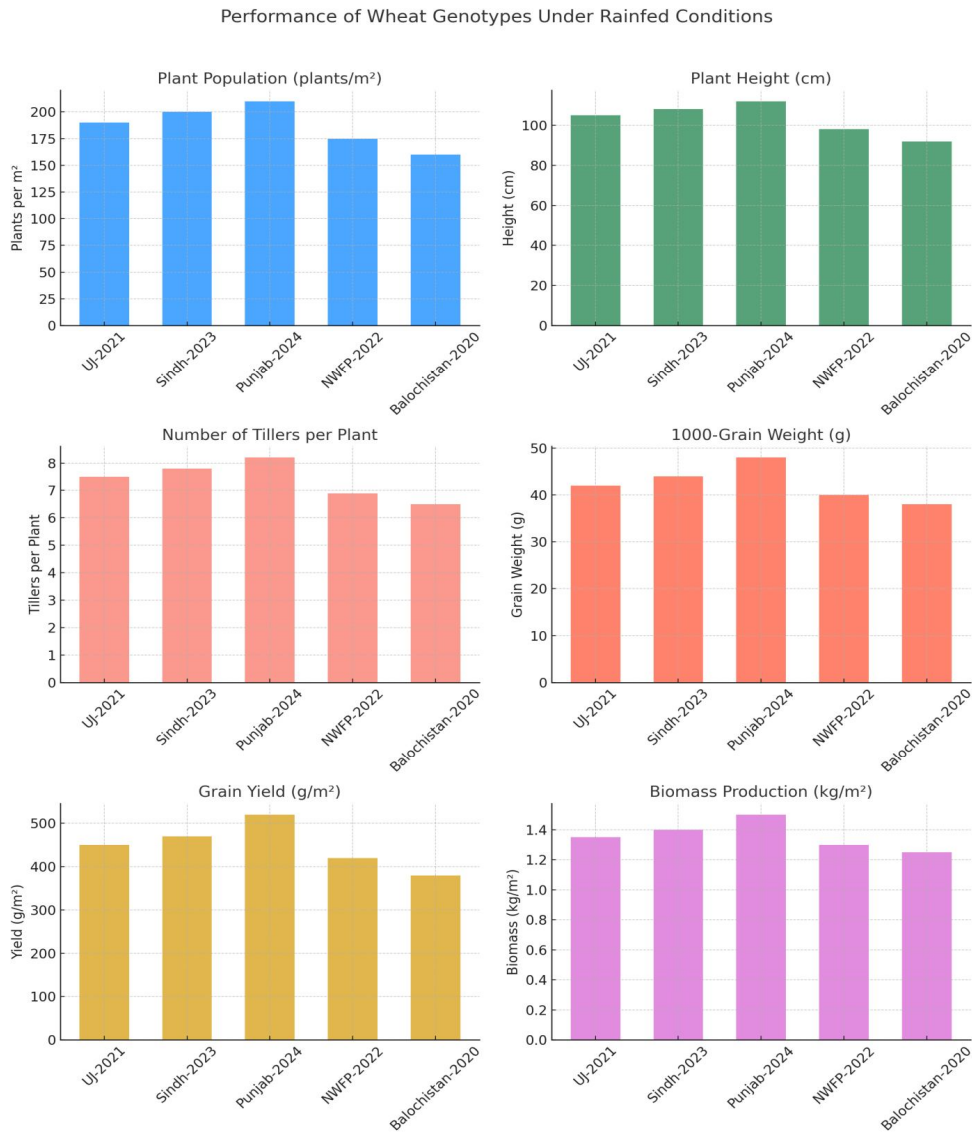 Performance of Wheat Genotypes Under Rainfed Conditions
Plant Population (plants/m²)
Plants per m²
200
175
150
125
100
75
50
25
0
UJ-2021
Sindh-2023
Punjab-2024
NWFP-2022
Balochistan-2020
Plant Height (cm)
Height (cm)
100
80
60
40
20
0
UJ-2021
Sindh-2023
Punjab-2024
NWFP-2022
Balochistan-2020
Number of Tillers per Plant
Tillers per Plant
8
7
6
5
4
3
2
1
0
UJ-2021
Sindh-2023
Punjab-2024
NWFP-2022
Balochistan-2020
1000-Grain Weight (g)
Grain Weight (g)
50
40
30
20
10
0
UJ-2021
Sindh-2023
Punjab-2024
NWFP-2022
Balochistan-2020
Grain Yield (g/m²)
Yield (g/m²)
500
400
300
200
100
0
UJ-2021
Sindh-2023
Punjab-2024
NWFP-2022
Balochistan-2020
Biomass Production (kg/m²)
Biomass (kg/m²)
1.4
1.2
1.0
0.8
0.6
0.4
0.2
0.0
UJ-2021
Sindh-2023
Punjab-2024
NWFP-2022
Balochistan-2020